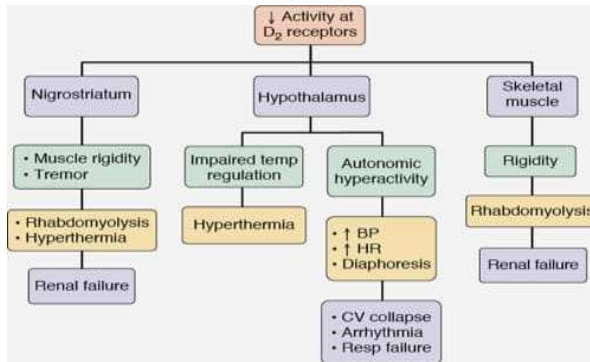 ↓ Activity at
D₂ receptors
Nigrostriatum
Hypothalamus
Skeletal
muscle
• Muscle rigidity
• Tremor
Impaired temp
regulation
Autonomic
hyperactivity
Rigidity
• Rhabdomyolysis
• Hyperthermia
Hyperthermia
• ↑ BP
• ↑ HR
• Diaphoresis
Rhabdomyolysis
Renal failure
• CV collapse
• Arrhythmia
• Resp failure
Renal failure